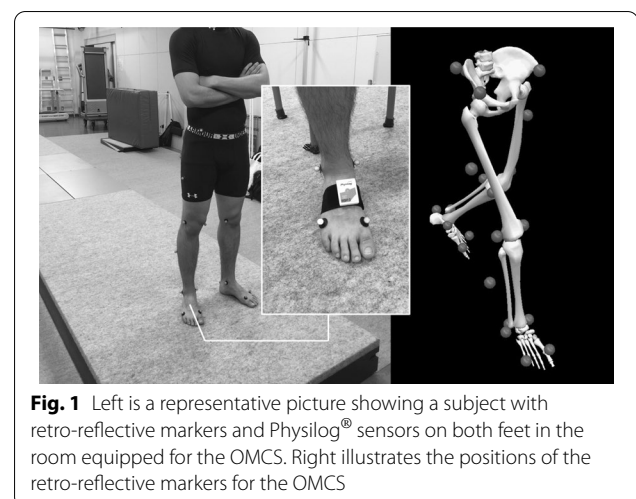 Fig. 1 Left is a representative picture showing a subject with
retro-reflective markers and Physilog® sensors on both feet in the
room equipped for the OMCS. Right illustrates the positions of the
retro-reflective markers for the OMCS